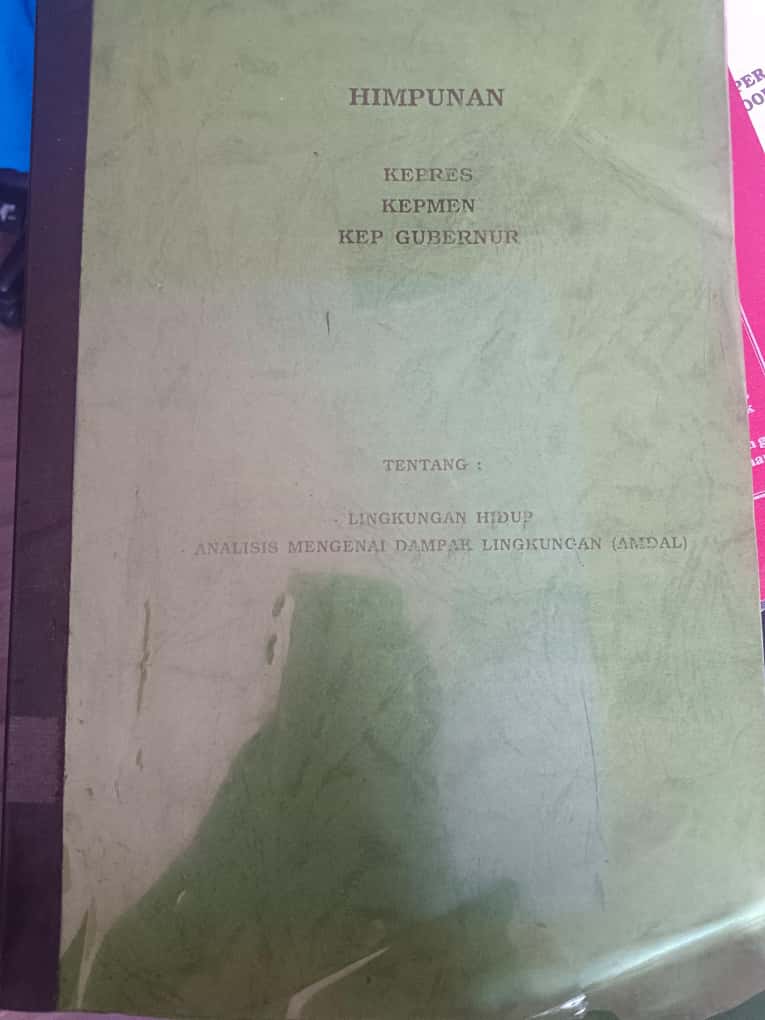 HIMPUNAN
KEPRES
KEPMEN
KEP GUBERNUR
TENTANG :
- LINGKUNGAN HIDUP
- ANALISIS MENGENAI DAMPAK LINGKUNGAN (AMDAL)